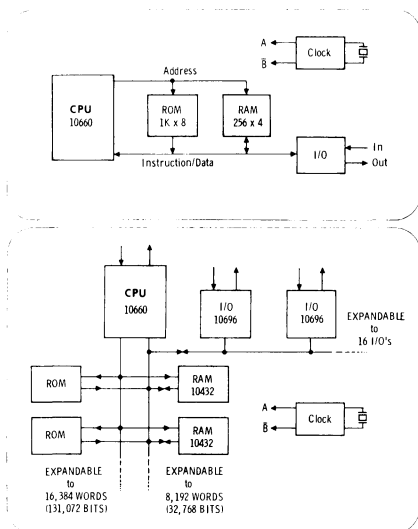 A
B̅
Clock
Address
CPU
10660
ROM
1K x 8
RAM
256 x 4
Instruction/Data
I/O
In
Out
CPU
10660
I/O
10696
I/O
10696
EXPANDABLE
to
16 I/O's
ROM
RAM
10432
ROM
RAM
10432
A
B̅
Clock
EXPANDABLE
to
16,384 WORDS
(131,072 BITS)
EXPANDABLE
to
8,192 WORDS
(32,768 BITS)